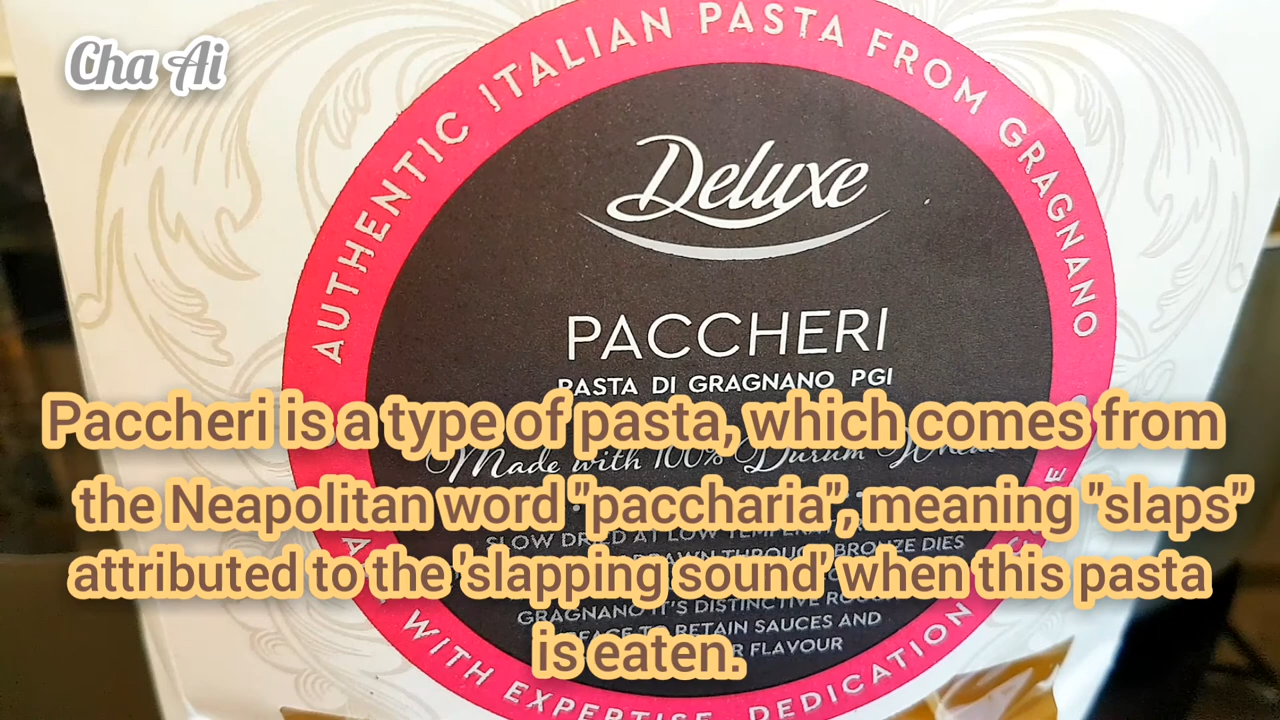 Cha Ai
AUTHENTIC ITALIAN PASTA FROM GRAGNANO
Deluxe
PACCHERI
PASTA DI GRAGNANO PGI
Paccheri is a type of pasta, which comes from
Made with 100% Durum Wheat
the Neapolitan word "paccharia", meaning "slaps"
SLOW DRIED AT LOW
BRONZE DIES
attributed to the 'slapping sound' when this pasta
GRAGNANO IT'S DISTINCTIVE
TO RETAIN SAUCES AND
is eaten.
FLAVOUR
WITH EXPERTISE, DEDICATION